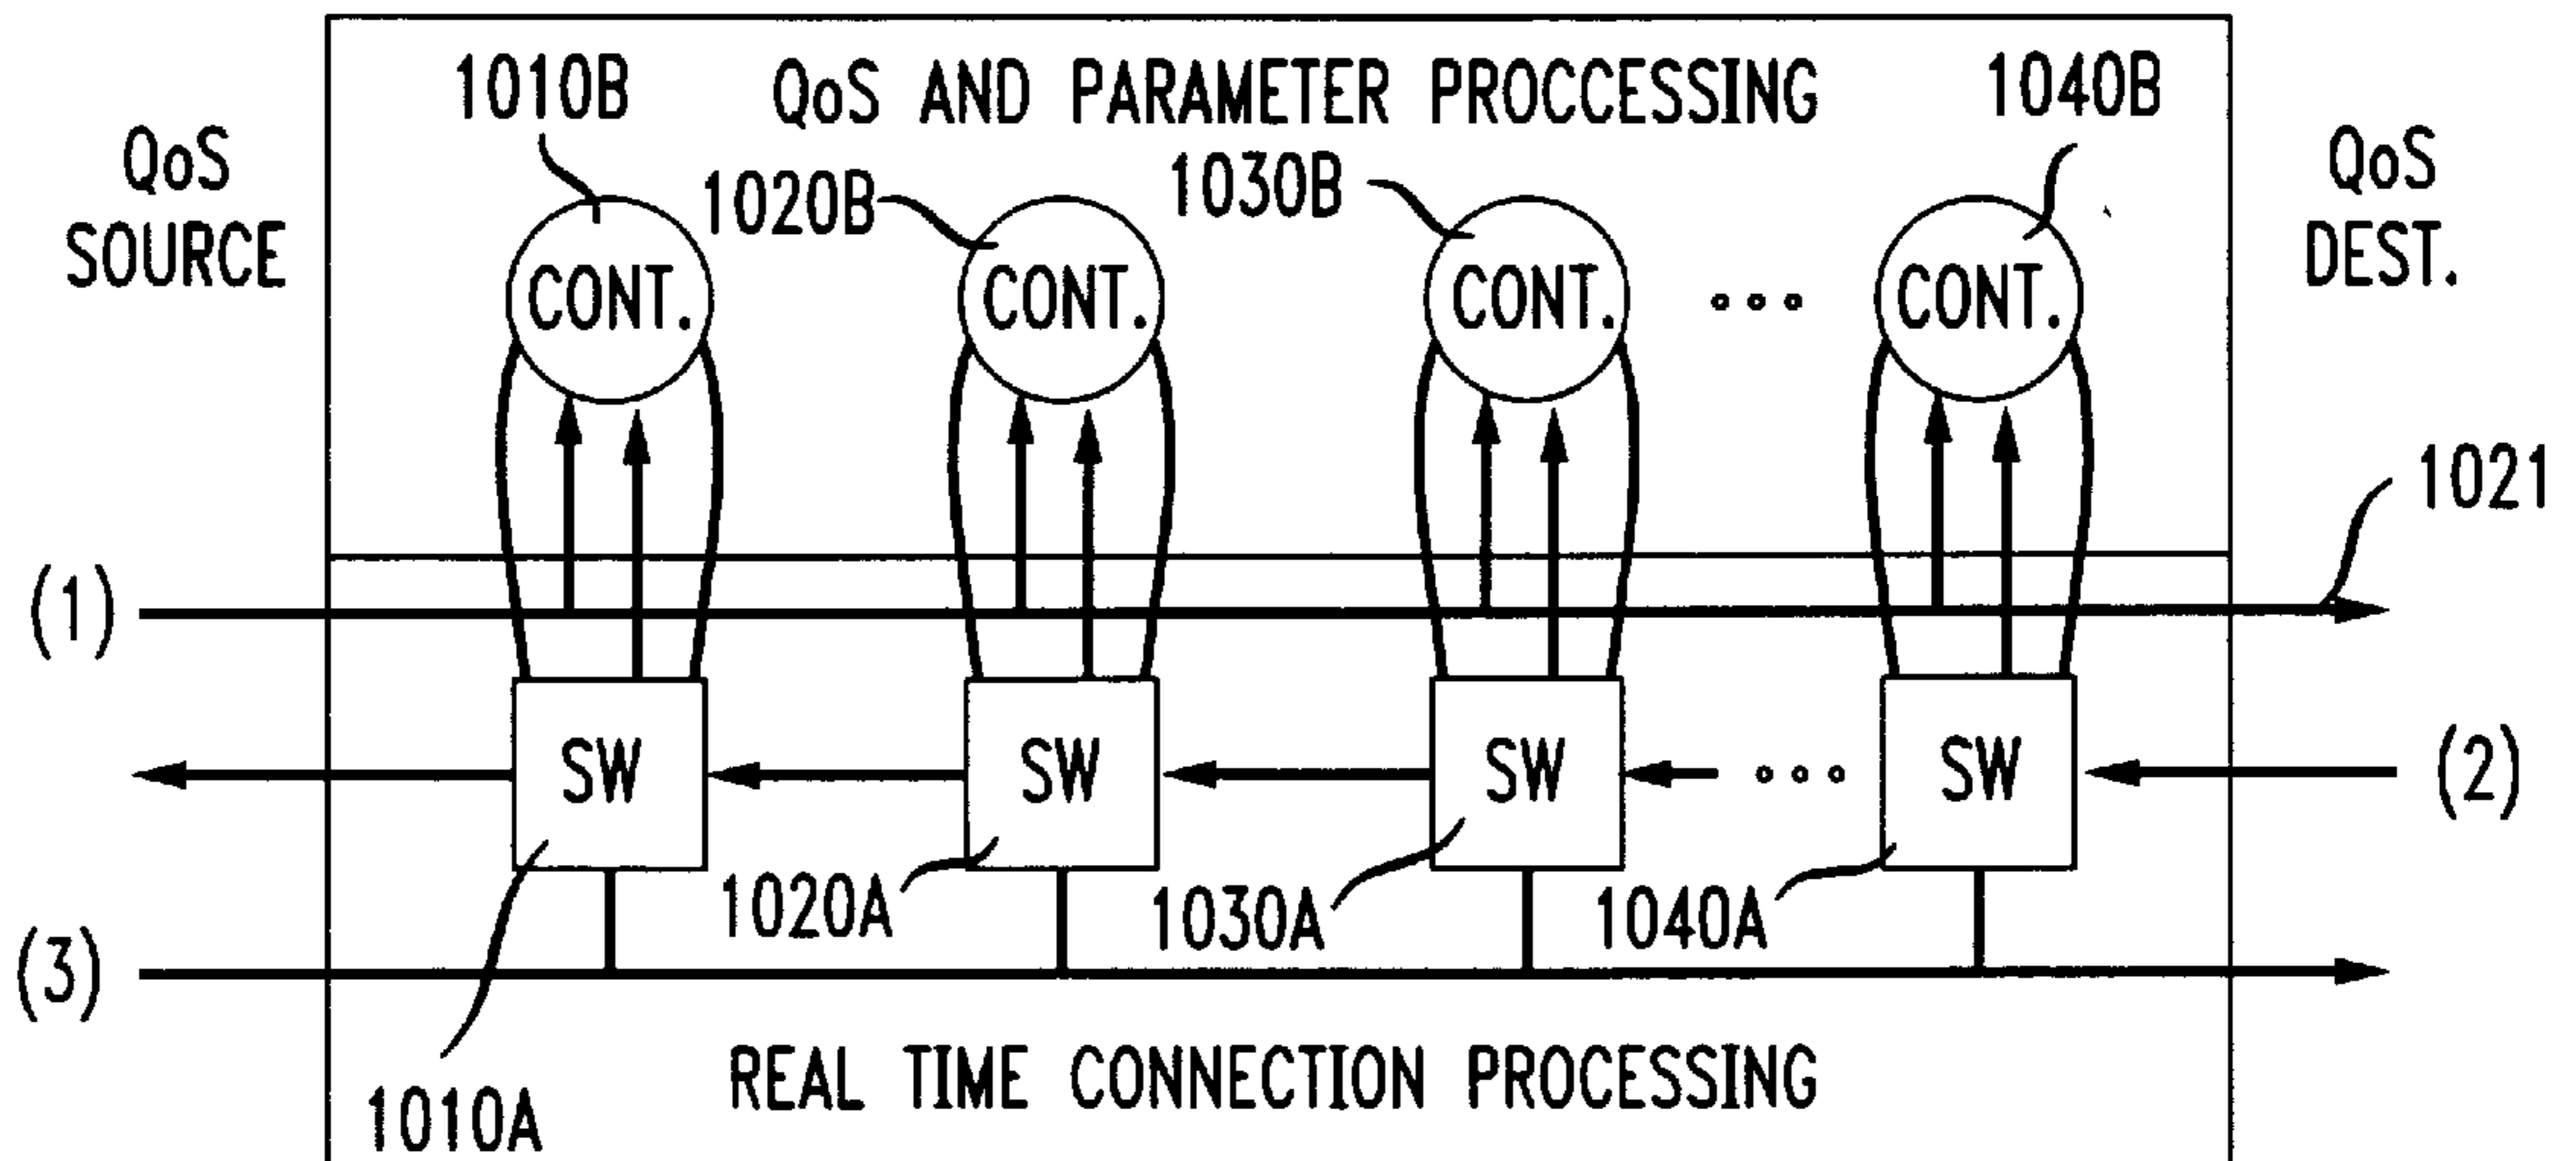 1010B
QoS AND PARAMETER PROCCESSING
1040B
QoS
SOURCE
1020B
1030B
QoS
DEST.
CONT.
CONT.
CONT.
CONT.
1021
(1)
SW
SW
SW
SW
(2)
1020A
1030A
1040A
(3)
REAL TIME CONNECTION PROCESSING
1010A